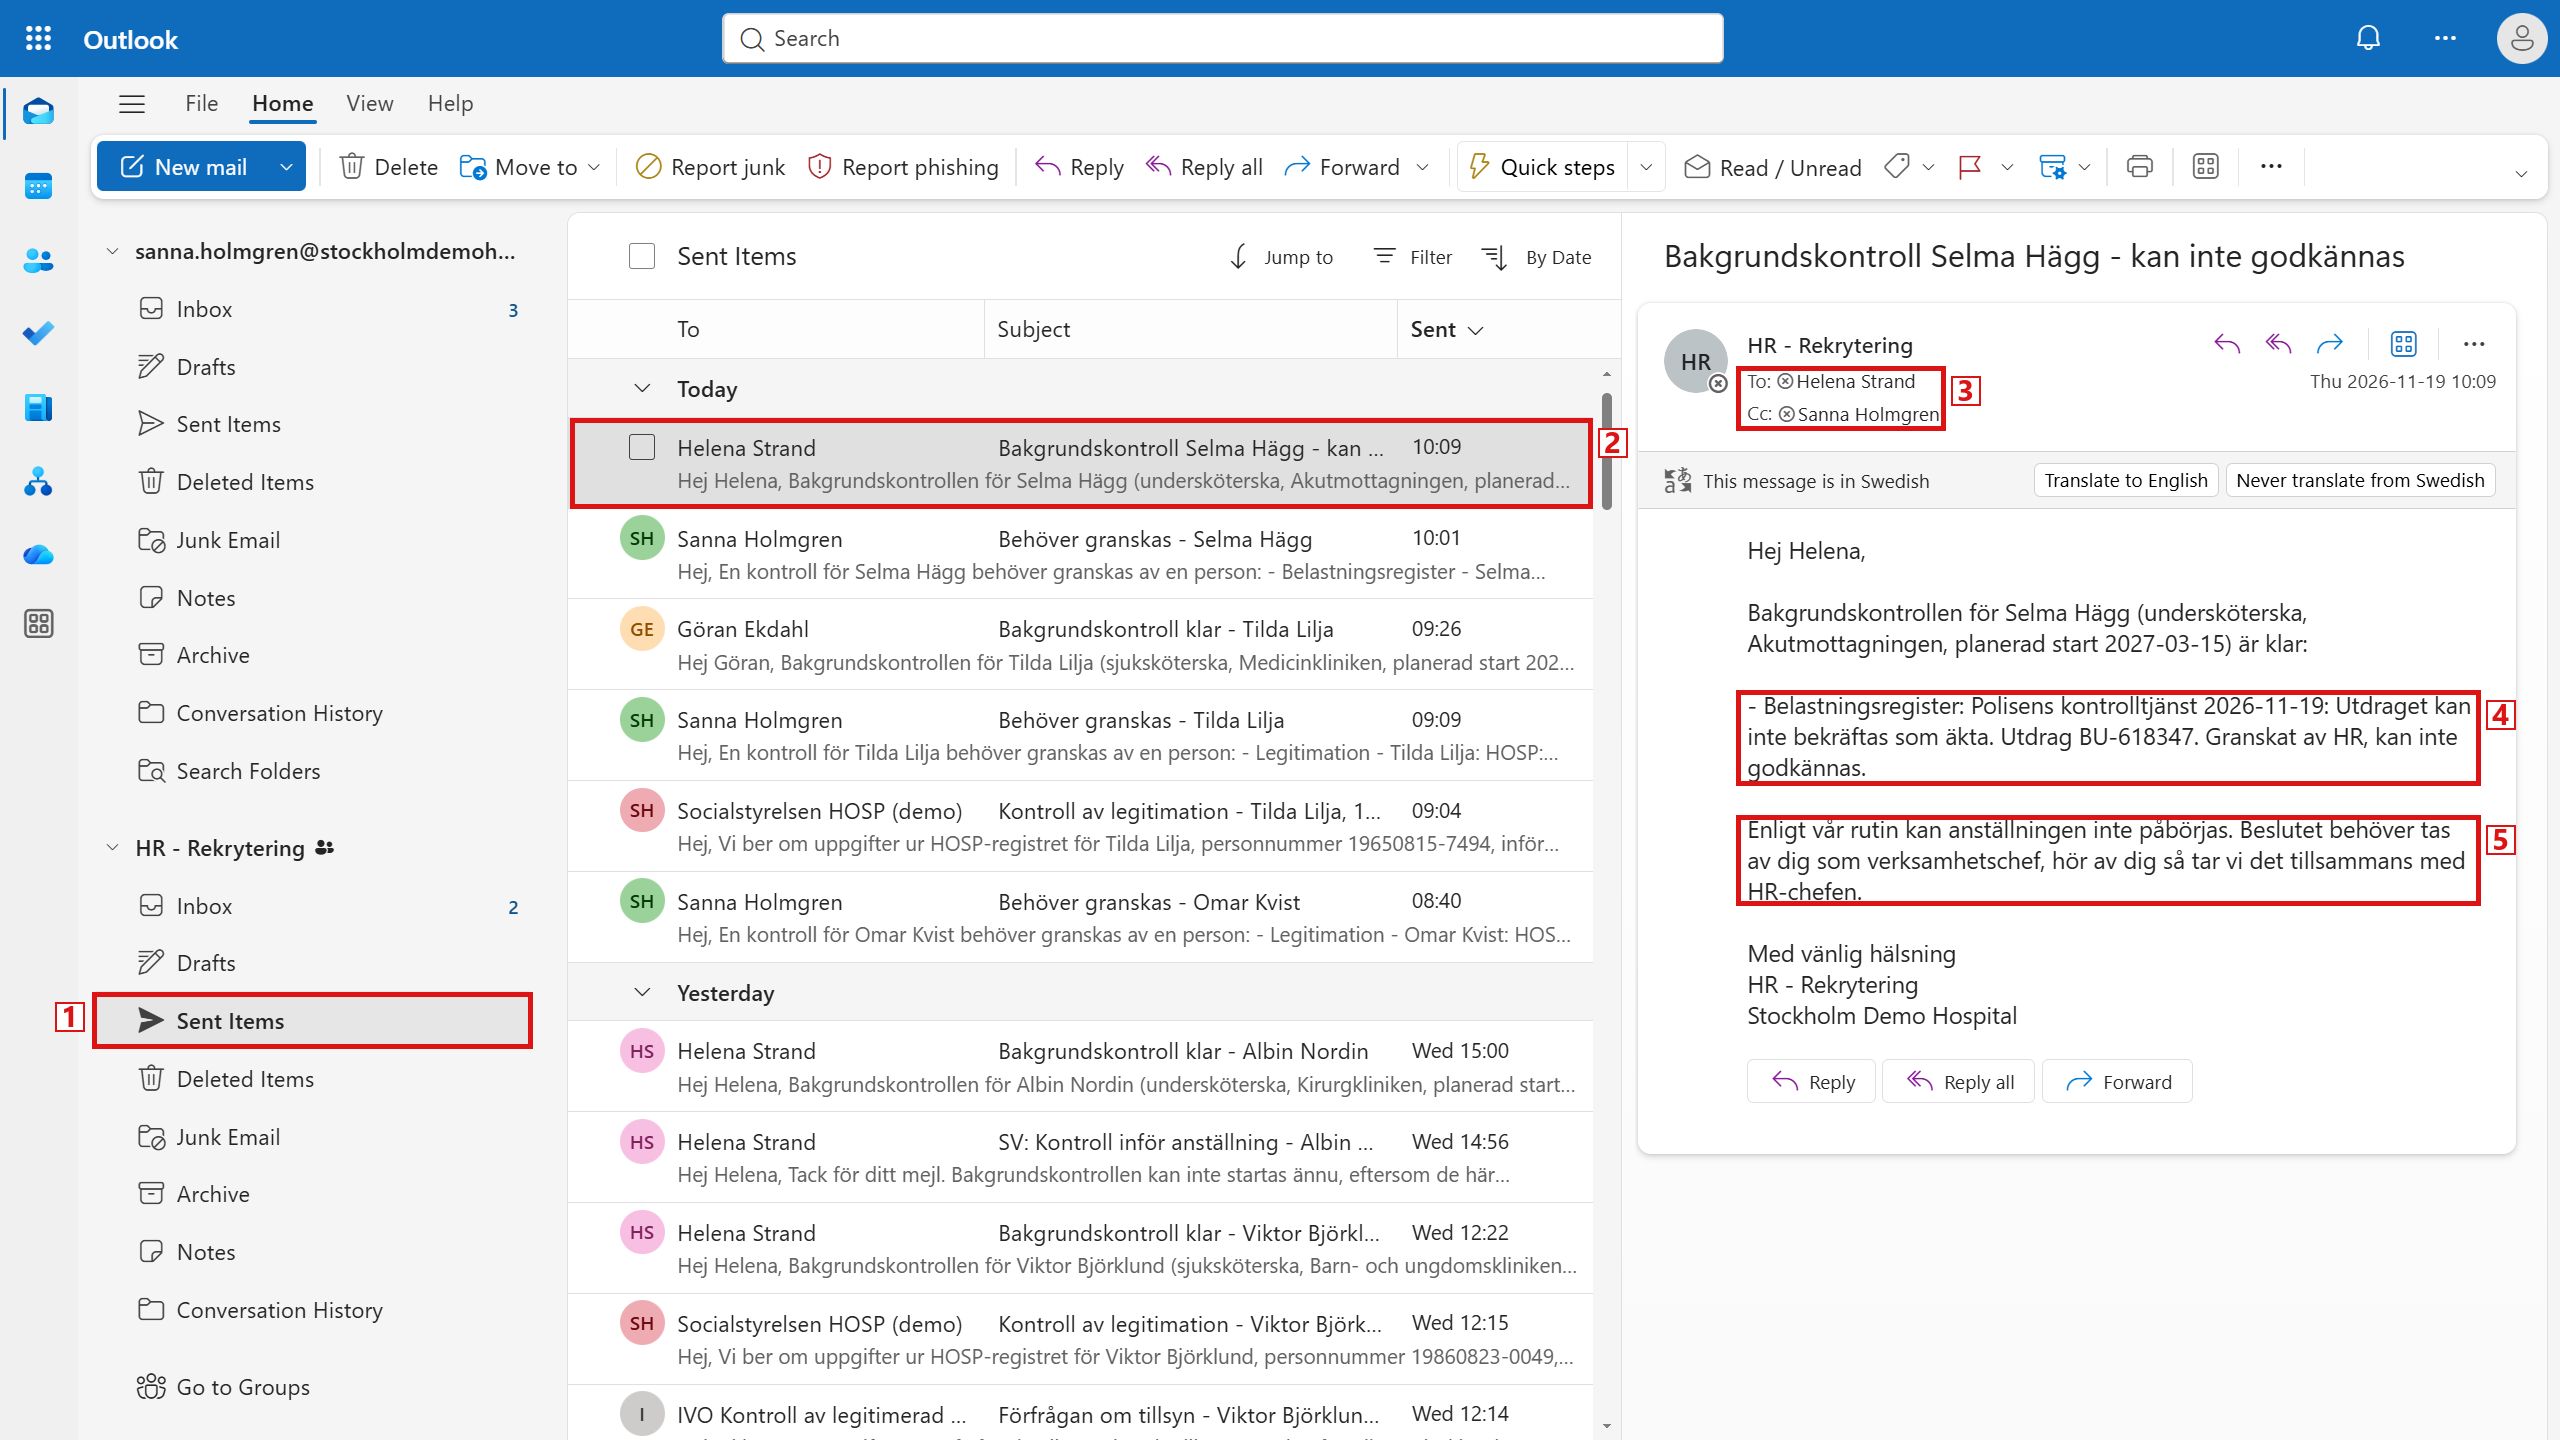 Outlook
Search
File Home View Help
New mail Delete Move to Report junk Report phishing Reply Reply all Forward Quick steps Read / Unread
sanna.holmgren@stockholmdemoh...
Inbox 3
Drafts
Sent Items
Deleted Items
Junk Email
Notes
Archive
Conversation History
Search Folders
HR - Rekrytering
Inbox 2
Drafts
1 Sent Items
Deleted Items
Junk Email
Archive
Notes
Conversation History
Go to Groups
Sent Items Jump to Filter By Date
To Subject Sent
Today
Helena Strand Bakgrundskontroll Selma Hägg - kan ... 10:09 2
Hej Helena, Bakgrundskontrollen för Selma Hägg (undersköterska, Akutmottagningen, planerad...
SH Sanna Holmgren Behöver granskas - Selma Hägg 10:01
Hej, En kontroll för Selma Hägg behöver granskas av en person: - Belastningsregister - Selma...
GE Göran Ekdahl Bakgrundskontroll klar - Tilda Lilja 09:26
Hej Göran, Bakgrundskontrollen för Tilda Lilja (sjuksköterska, Medicinkliniken, planerad start 202...
SH Sanna Holmgren Behöver granskas - Tilda Lilja 09:09
Hej, En kontroll för Tilda Lilja behöver granskas av en person: - Legitimation - Tilda Lilja: HOSP:...
SH Socialstyrelsen HOSP (demo) Kontroll av legitimation - Tilda Lilja, 1... 09:04
Hej, Vi ber om uppgifter ur HOSP-registret för Tilda Lilja, personnummer 19650815-7494, inför...
SH Sanna Holmgren Behöver granskas - Omar Kvist 08:40
Hej, En kontroll för Omar Kvist behöver granskas av en person: - Legitimation - Omar Kvist: HOS...
Yesterday
HS Helena Strand Bakgrundskontroll klar - Albin Nordin Wed 15:00
Hej Helena, Bakgrundskontrollen för Albin Nordin (undersköterska, Kirurgkliniken, planerad start...
HS Helena Strand SV: Kontroll inför anställning - Albin ... Wed 14:56
Hej Helena, Tack för ditt mejl. Bakgrundskontrollen kan inte startas ännu, eftersom de här...
HS Helena Strand Bakgrundskontroll klar - Viktor Björkl... Wed 12:22
Hej Helena, Bakgrundskontrollen för Viktor Björklund (sjuksköterska, Barn- och ungdomskliniken...
SH Socialstyrelsen HOSP (demo) Kontroll av legitimation - Viktor Björk... Wed 12:15
Hej, Vi ber om uppgifter ur HOSP-registret för Viktor Björklund, personnummer 19860823-0049,...
I IVO Kontroll av legitimerad ... Förfrågan om tillsyn - Viktor Björklun... Wed 12:14
Bakgrundskontroll Selma Hägg - kan inte godkännas
HR HR - Rekrytering
To: Helena Strand 3 Thu 2026-11-19 10:09
Cc: Sanna Holmgren
This message is in Swedish Translate to English Never translate from Swedish
Hej Helena,
Bakgrundskontrollen för Selma Hägg (undersköterska,
Akutmottagningen, planerad start 2027-03-15) är klar:
- Belastningsregister: Polisens kontrolltjänst 2026-11-19: Utdraget kan 4
inte bekräftas som äkta. Utdrag BU-618347. Granskat av HR, kan inte
godkännas.
Enligt vår rutin kan anställningen inte påbörjas. Beslutet behöver tas 5
av dig som verksamhetschef, hör av dig så tar vi det tillsammans med
HR-chefen.
Med vänlig hälsning
HR - Rekrytering
Stockholm Demo Hospital
Reply Reply all Forward